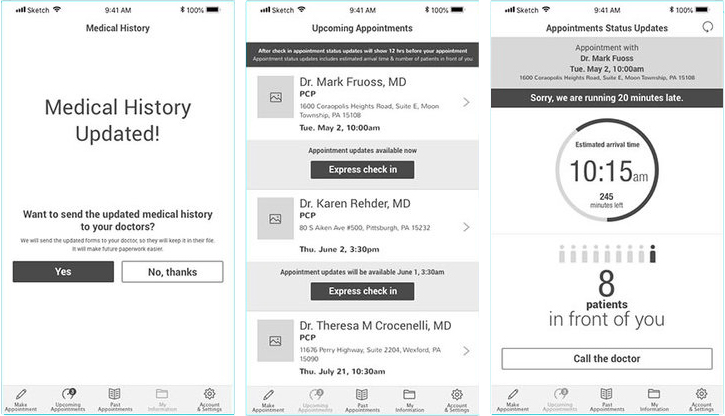 Sketch 9:41 AM 100%
Medical History
Medical History
Updated!
Want to send the updated medical history
to your doctors?
We will send the updated forms to your doctor, so they will keep it in their file.
It will make future paperwork easier.
Yes
No, thanks
Make Appointment
Upcoming Appointments
Past Appointments
My Information
Account & Settings
Sketch 9:41 AM 100%
Upcoming Appointments
After check in appointment status updates will show 12 hrs before your appointment
Appointment status updates includes estimated arrival time & number of patients in front of you
Dr. Mark Fruoss, MD
PCP
1600 Coraopolis Heights Road, Suite E, Moon
Township, PA 15108
Tue. May 2, 10:00am
Appointment updates available now
Express check in
Dr. Karen Rehder, MD
PCP
80 S Aiken Ave #500, Pittsburgh, PA 15232
Thu. June 2, 3:30pm
Appointment updates will be available June 1, 3:30am
Express check in
Dr. Theresa M Crocenelli, MD
PCP
11676 Perry Highway, Suite 2204, Wexford, PA
15090
Thu. July 21, 10:30am
Make Appointment
Upcoming Appointments
Past Appointments
My Information
Account & Settings
Sketch 9:41 AM 100%
Appointments Status Updates
Appointment with
Dr. Mark Fuoss
Tue. May 2, 10:00am
1600 Coraopolis Heights Road, Suite E, Moon Township, PA 15108
Sorry, we are running 20 minutes late.
Estimated arrival time
10:15am
245
minutes left
8
patients
in front of you
Call the doctor
Make Appointment
Upcoming Appointments
Past Appointments
My Information
Account & Settings